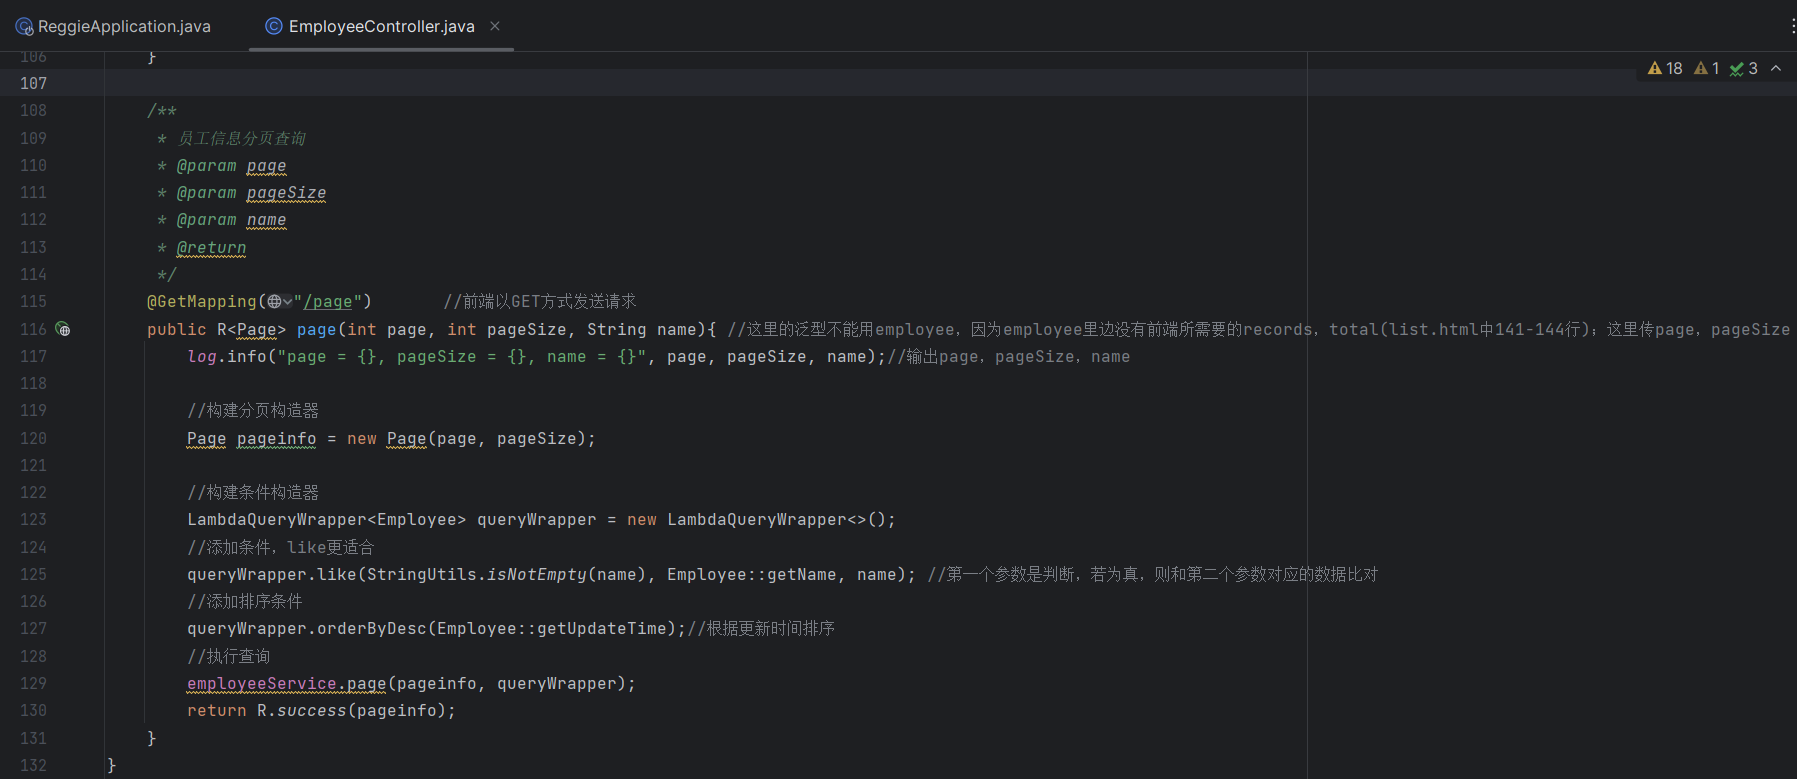 ReggieApplication.java EmployeeController.java
18 1 3
106 }
107
108 /**
109 * 员工信息分页查询
110 * @param page
111 * @param pageSize
112 * @param name
113 * @return
114 */
115 @GetMapping("/page") //前端以GET方式发送请求
116 public R<Page> page(int page, int pageSize, String name){ //这里的泛型不能用employee，因为employee里边没有前端所需要的records，total(list.html中141-144行)；这里传page，pageSize
117 log.info("page = {}, pageSize = {}, name = {}", page, pageSize, name);//输出page，pageSize，name
118
119 //构建分页构造器
120 Page pageinfo = new Page(page, pageSize);
121
122 //构建条件构造器
123 LambdaQueryWrapper<Employee> queryWrapper = new LambdaQueryWrapper<>();
124 //添加条件，like更适合
125 queryWrapper.like(StringUtils.isNotEmpty(name), Employee::getName, name); //第一个参数是判断，若为真，则和第二个参数对应的数据比对
126 //添加排序条件
127 queryWrapper.orderByDesc(Employee::getUpdateTime);//根据更新时间排序
128 //执行查询
129 employeeService.page(pageinfo, queryWrapper);
130 return R.success(pageinfo);
131 }
132 }